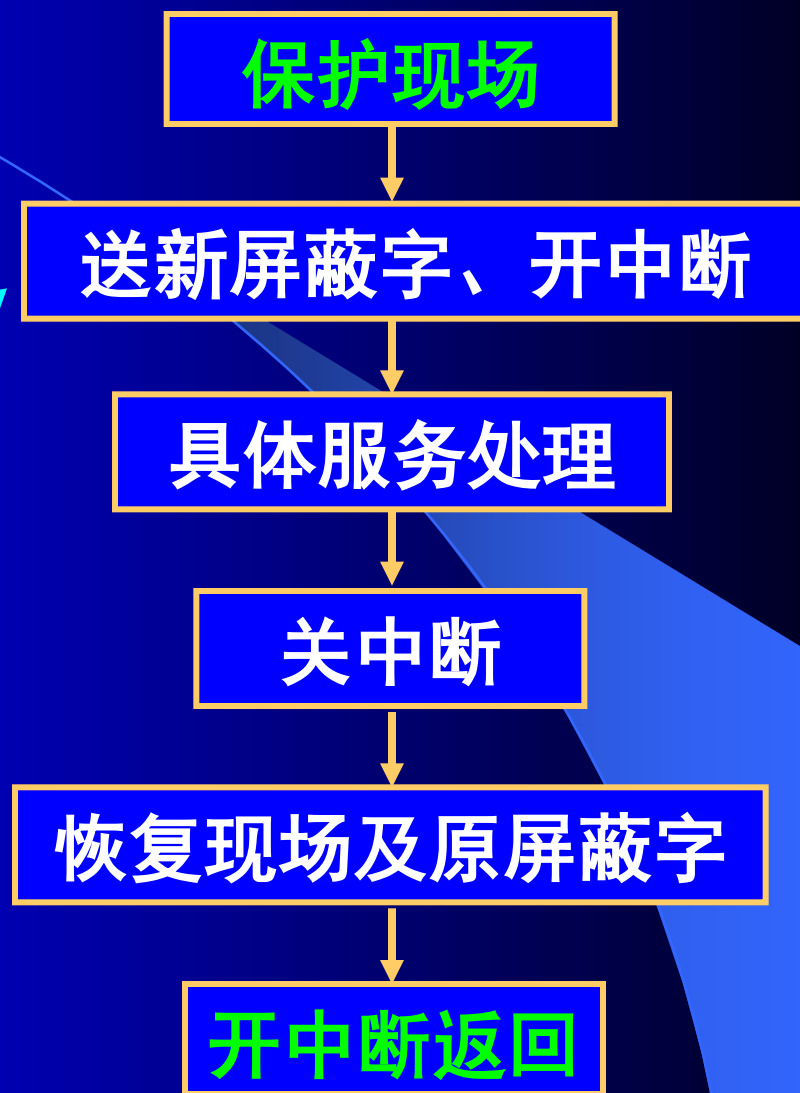 保护现场
送新屏蔽字、开中断
具体服务处理
关中断
恢复现场及原屏蔽字
开中断返回